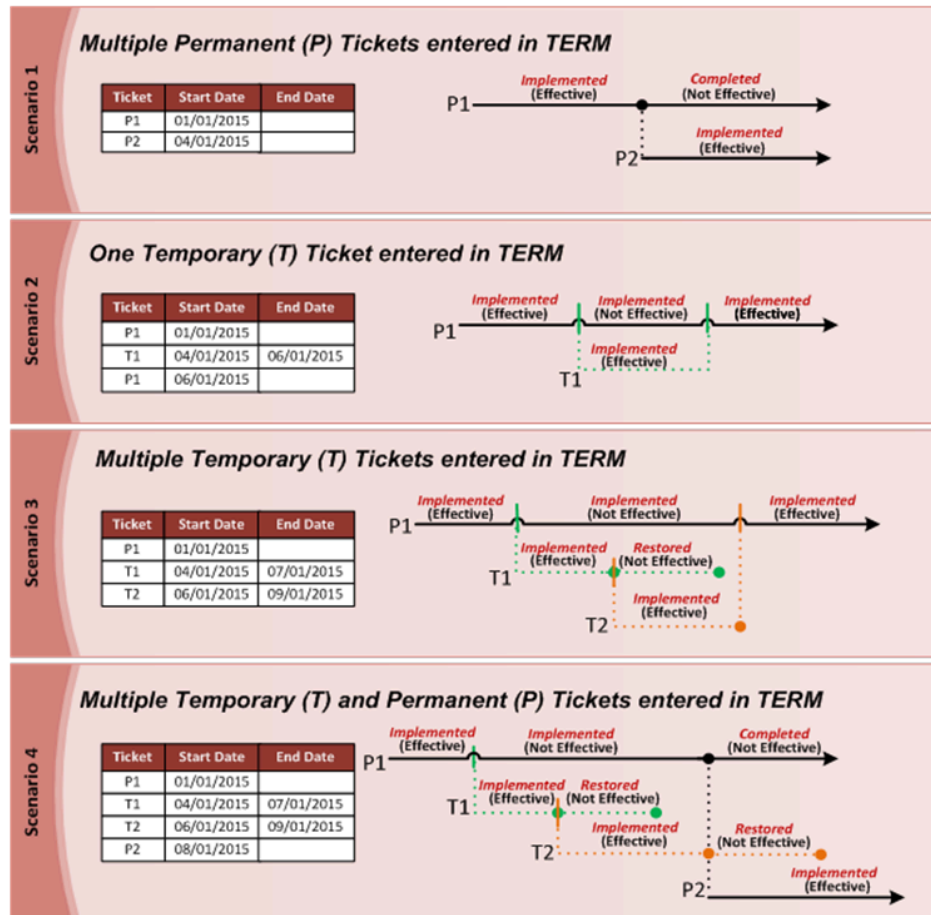 Scenario 1
Multiple Permanent (P) Tickets entered in TERM
Ticket Start Date End Date
P1 01/01/2015
P2 04/01/2015
Implemented Completed
(Effective) (Not Effective)
P1
Implemented
(Effective)
P2
Scenario 2
One Temporary (T) Ticket entered in TERM
Ticket Start Date End Date
P1 01/01/2015
T1 04/01/2015 06/01/2015
P1 06/01/2015
Implemented Implemented Implemented
(Effective) (Not Effective) (Effective)
P1
Implemented
(Effective)
T1
Scenario 3
Multiple Temporary (T) Tickets entered in TERM
Ticket Start Date End Date
P1 01/01/2015
T1 04/01/2015 07/01/2015
T2 06/01/2015 09/01/2015
Implemented Implemented Implemented
(Effective) (Not Effective) (Effective)
P1
Implemented Restored
(Effective) (Not Effective)
T1
Implemented
(Effective)
T2
Scenario 4
Multiple Temporary (T) and Permanent (P) Tickets entered in TERM
Ticket Start Date End Date
P1 01/01/2015
T1 04/01/2015 07/01/2015
T2 06/01/2015 09/01/2015
P2 08/01/2015
Implemented Implemented Completed
(Effective) (Not Effective) (Not Effective)
P1
Implemented Restored
(Effective) (Not Effective)
T1
Implemented Restored
(Effective) (Not Effective)
T2
Implemented
(Effective)
P2